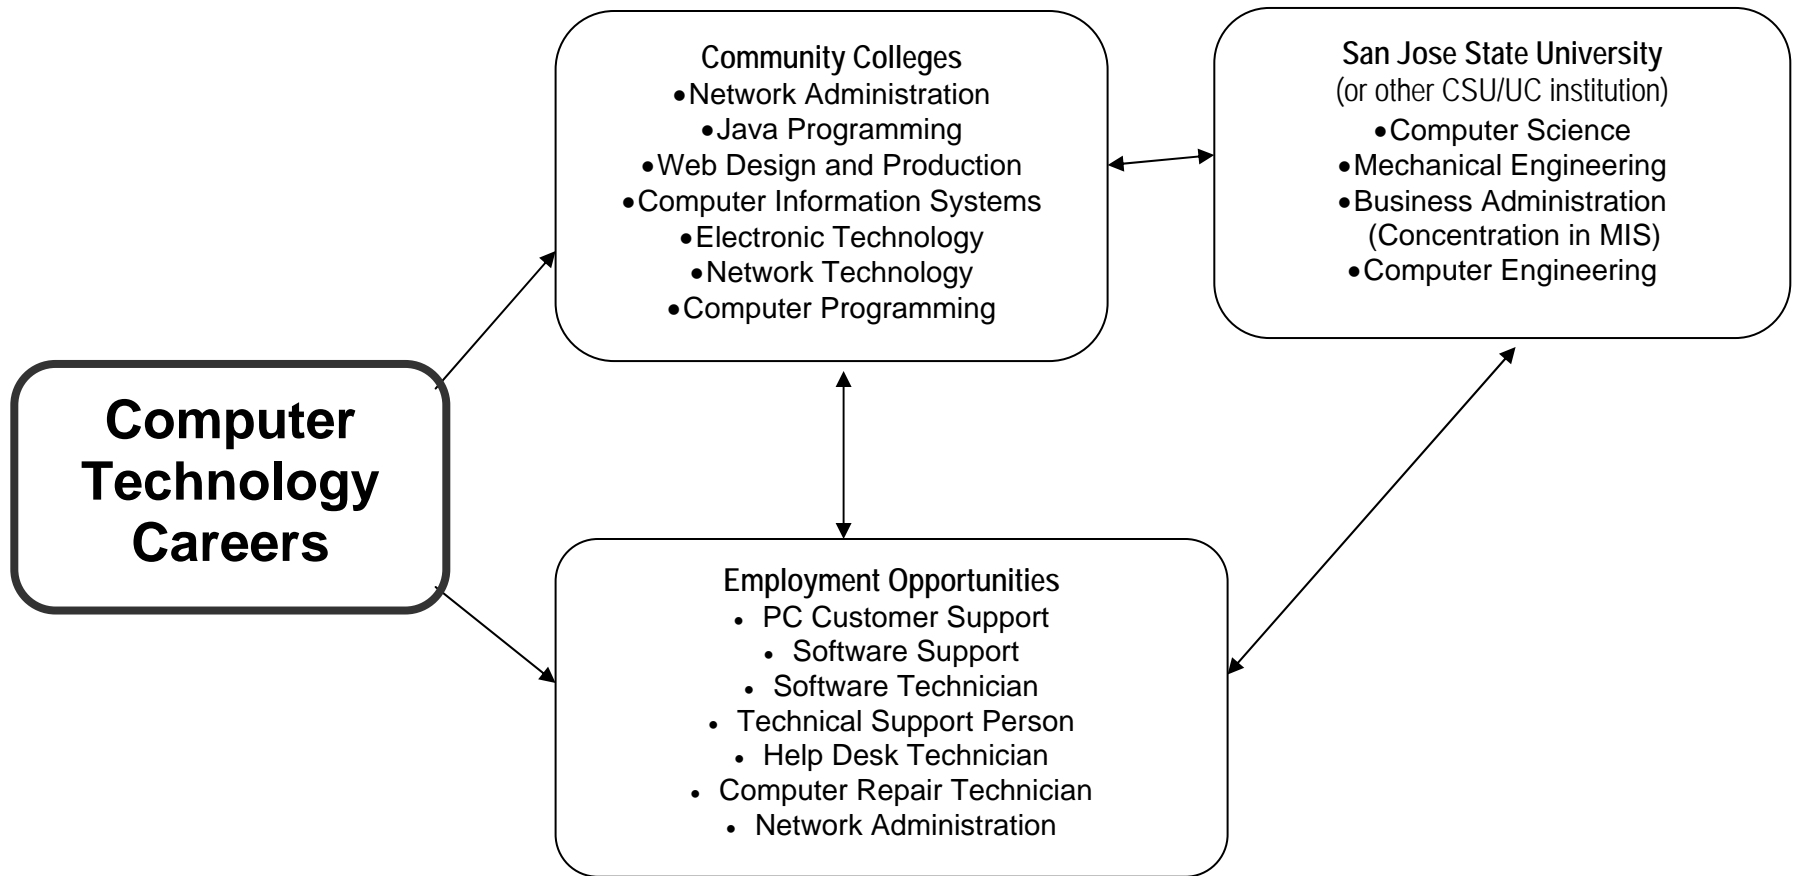 Computer
Technology
Careers
Community Colleges
•Network Administration
•Java Programming
•Web Design and Production
•Computer Information Systems
•Electronic Technology
•Network Technology
•Computer Programming
San Jose State University
(or other CSU/UC institution)
•Computer Science
•Mechanical Engineering
•Business Administration
(Concentration in MIS)
•Computer Engineering
Employment Opportunities
• PC Customer Support
• Software Support
• Software Technician
• Technical Support Person
• Help Desk Technician
• Computer Repair Technician
• Network Administration